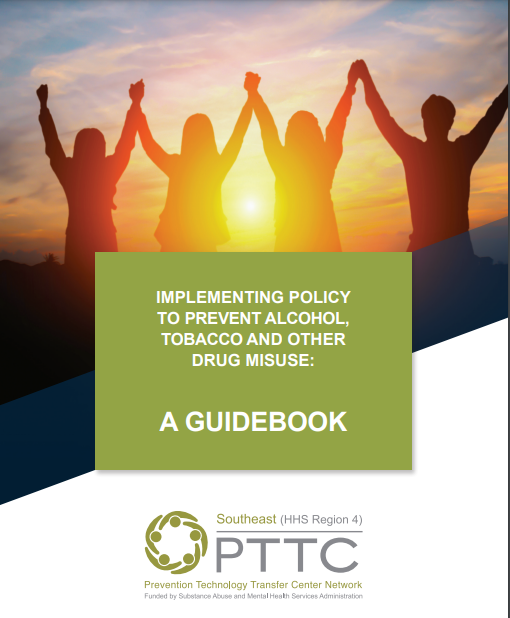 IMPLEMENTING POLICY
TO PREVENT ALCOHOL,
TOBACCO AND OTHER
DRUG MISUSE:
A GUIDEBOOK
Southeast (HHS Region 4)
PTTC
Prevention Technology Transfer Center Network
Funded by Substance Abuse and Mental Health Services Administration